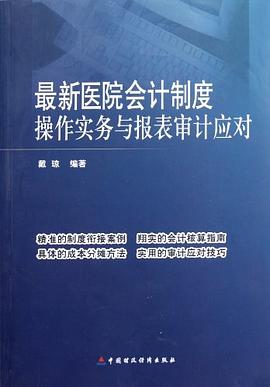 最新医院会计制度
操作实务与报表审计应对
戴 琼 编著
精准的制度衔接案例 翔实的会计核算指南
具体的成本分摊方法 实用的审计应对技巧
中国财政经济出版社